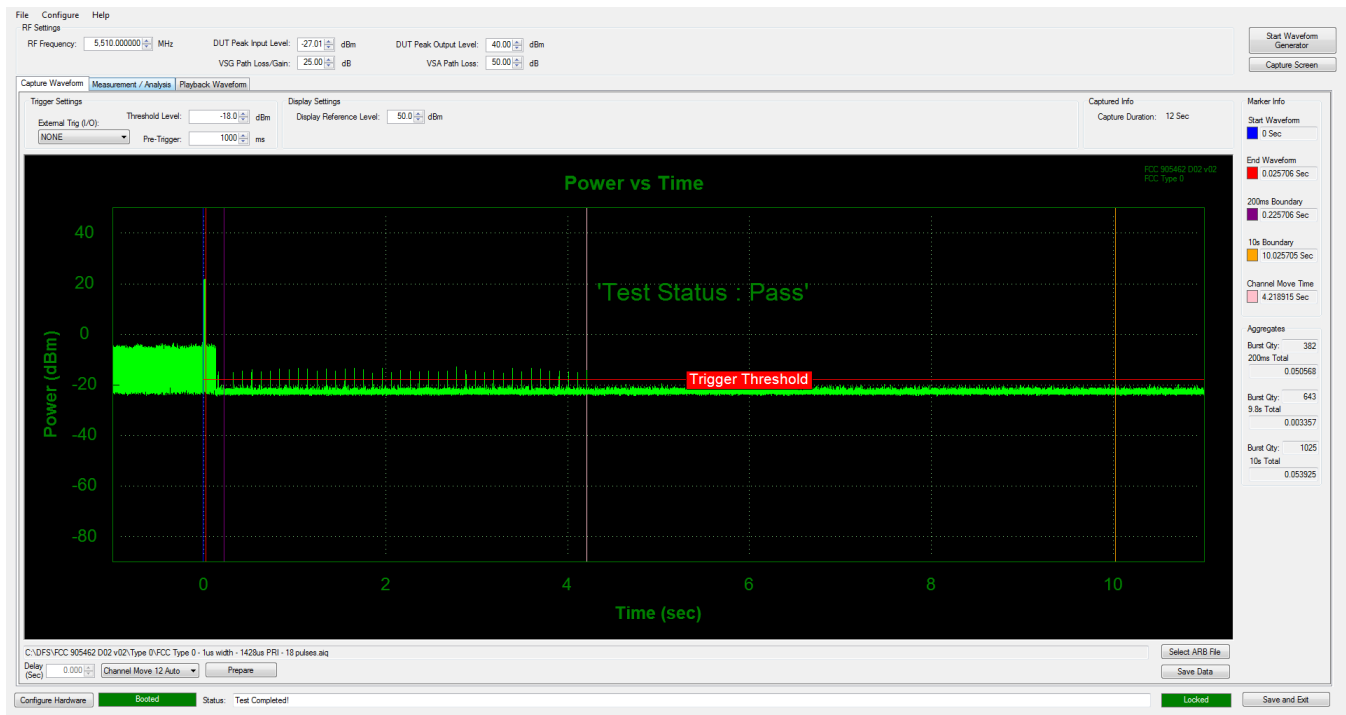 File Configure Help
RF Settings
RF Frequency: 5,510.000000 MHz DUT Peak Input Level: -27.01 dBm DUT Peak Output Level: 40.00 dBm
VSG Path Loss/Gain: 25.00 dB VSA Path Loss: 50.00 dB
Start Waveform
Generator
Capture Screen
Capture Waveform Measurement / Analysis Playback Waveform
Trigger Settings
External Trig (I/O):
NONE
Threshold Level: -18.0 dBm
Pre-Trigger: 1000 ms
Display Settings
Display Reference Level: 50.0 dBm
Captured Info
Capture Duration: 12 Sec
Power vs Time
FCC 905462 D02 v02
FCC Type:0
Power (dBm)
40
20
0
-20
-40
-60
-80
'Test Status : Pass'
Trigger Threshold
0 2 4 6 8 10
Time (sec)
Marker Info
Start Waveform
0 Sec
End Waveform
0.025706 Sec
200ms Boundary
0.225706 Sec
10s Boundary
10.025705 Sec
Channel Move Time
4.218915 Sec
Aggregates
Burst Qty: 382
200ms Total
0.050568
Burst Qty: 643
9.8s Total
0.003357
Burst Qty: 1025
10s Total
0.053925
C:\DFS\FCC 905462 D02 v02\Type 0\FCC Type 0 - 1us width - 1428us PRI - 18 pulses.aiq
Select ARB File
Delay
(Sec) 0.000 Channel Move 12 Auto Prepare
Save Data
Configure Hardware Booted Status: Test Completed! Locked Save and Exit